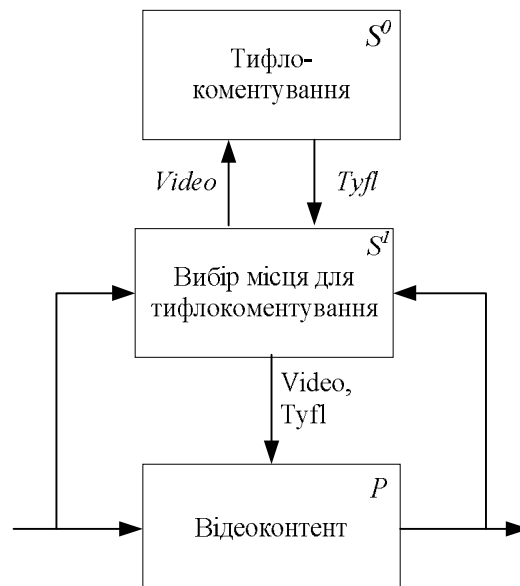 S⁰
Тифло-
коментування
Video
Tyfl
S¹
Вибір місця для
тифлокоментування
Video,
Tyfl
P
Відеоконтент